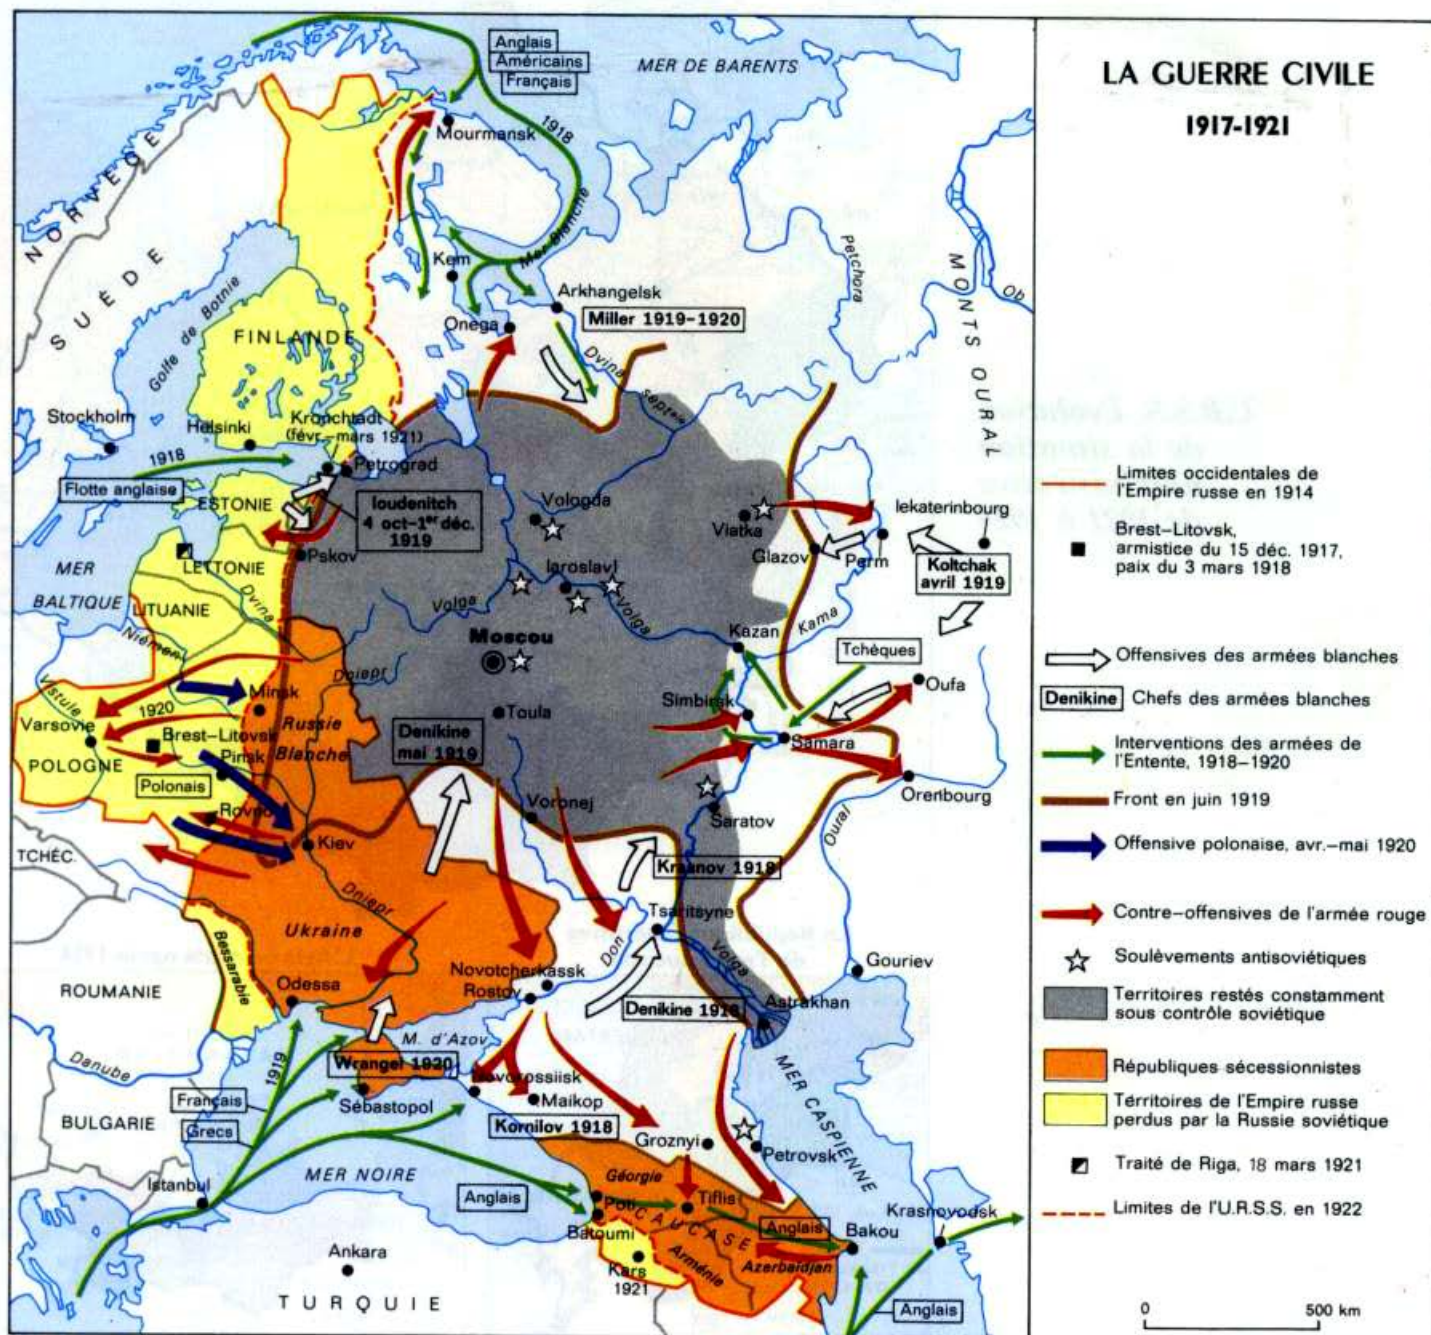 LA GUERRE CIVILE
1917-1921
Limites occidentales de
l'Empire russe en 1914
Brest-Litovsk,
armistice du 15 déc. 1917,
paix du 3 mars 1918
Offensives des armées blanches
Denikine
Chefs des armées blanches
Interventions des armées de
l'Entente, 1918-1920
Front en juin 1919
Offensive polonaise, avr.-mai 1920
Contre-offensives de l'armée rouge
Soulèvements antisoviétiques
Territoires restés constamment
sous contrôle soviétique
Républiques sécessionnistes
Térritoires de l'Empire russe
perdus par la Russie soviétique
Traité de Riga, 18 mars 1921
Limites de l'U.R.S.S. en 1922
0 500 km
Anglais
Américains
Français
MER DE BARENTS
1918
Mourmansk
NORVÈGE
SUÈDE
Golfe de Botnie
Kem
Mer Blanche
Arkhangelsk
Miller 1919-1920
Onega
Dvina septle
Petchora
MONTS OURAL
Ob
FINLANDE
Stockholm
Helsinki
Kronchtadt
(févr.-mars 1921)
Petrograd
1918
Flotte anglaise
ESTONIE
Ioudenitch
4 oct-1er déc.
1919
Pskov
LETTONIE
MER
BALTIQUE
LITUANIE
Dvina
Niémen
Vologda
Viatka
Glazov
Perm
Iekaterinbourg
Koltchak
avril 1919
Iaroslavl
Volga
Volga
Moscou
Kazan
Kama
Tchèques
Oufa
Simbirsk
Samara
Orenbourg
Oural
Toula
Dniepr
Minsk
Russie
Blanche
Vistule
1920
Varsovie
Brest-Litovsk
POLOGNE
Pinsk
Polonais
Rovno
Kiev
TCHÉC.
Denikine
mai 1919
Voronej
Saratov
Krasnov 1918
Tsaritsyne
Dniepr
Ukraine
Bessarabie
Odessa
ROUMANIE
Danube
BULGARIE
Don
Novotcherkassk
Rostov
Volga
Gouriev
Astrakhan
Denikine 1918
M. d'Azov
Wrangel 1920
Sébastopol
Novorossiisk
Maikop
Kornilov 1918
1919
Français
Grecs
Istanbul
MER NOIRE
Anglais
Groznyi
Petrovsk
MER CASPIENNE
Géorgie
Poti
Tiflis
CAUCASE
Batoumi
Kars
1921
Arménie
Azerbaïdjan
Anglais
Bakou
Krasnovodsk
Anglais
Ankara
TURQUIE